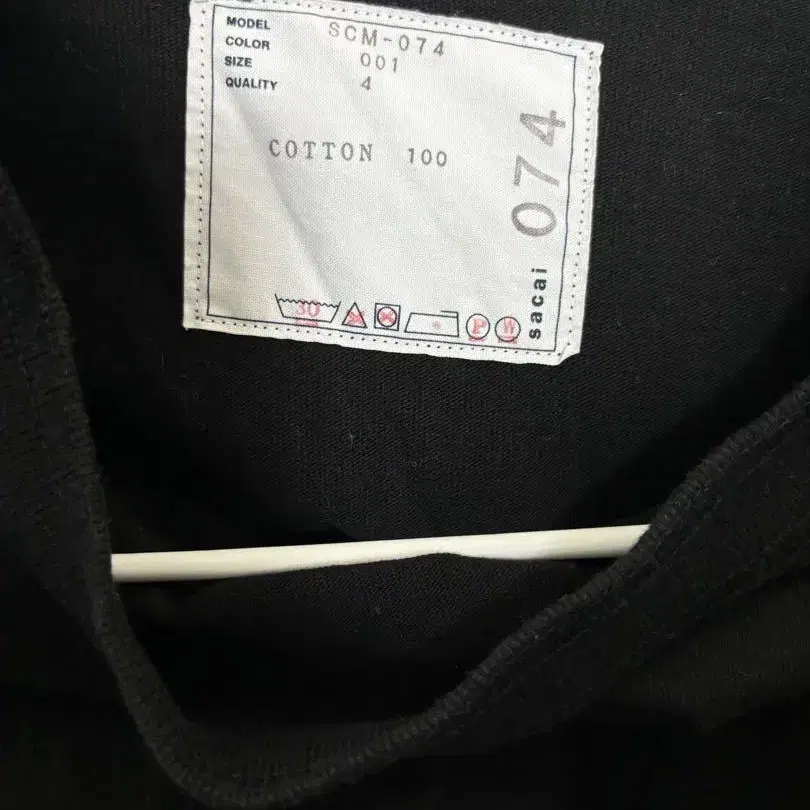 MODEL SCM-074
COLOR 001
SIZE 4
QUALITY
COTTON 100
30
P
W
sacai 074